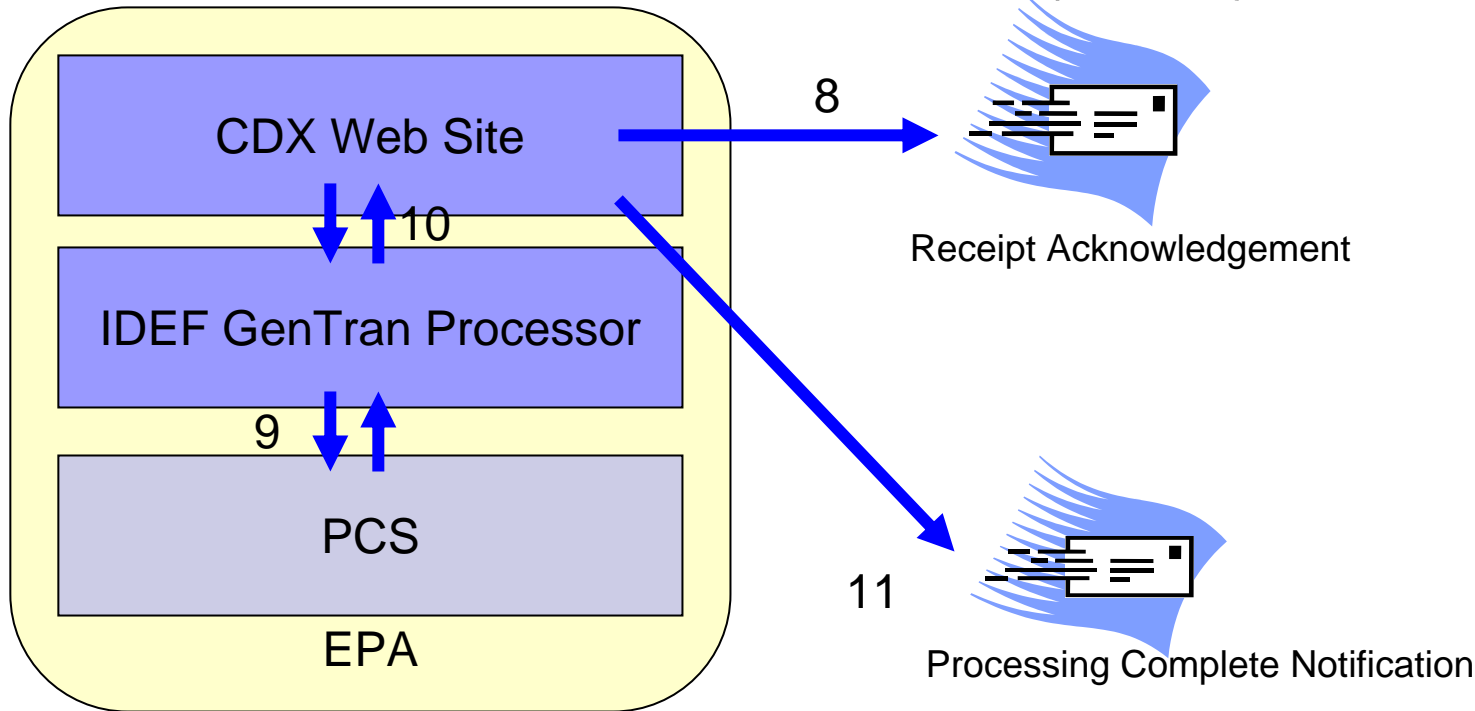 CDX Web Site
8
Receipt Acknowledgement
10
IDEF GenTran Processor
9
PCS
11
EPA
Processing Complete Notification